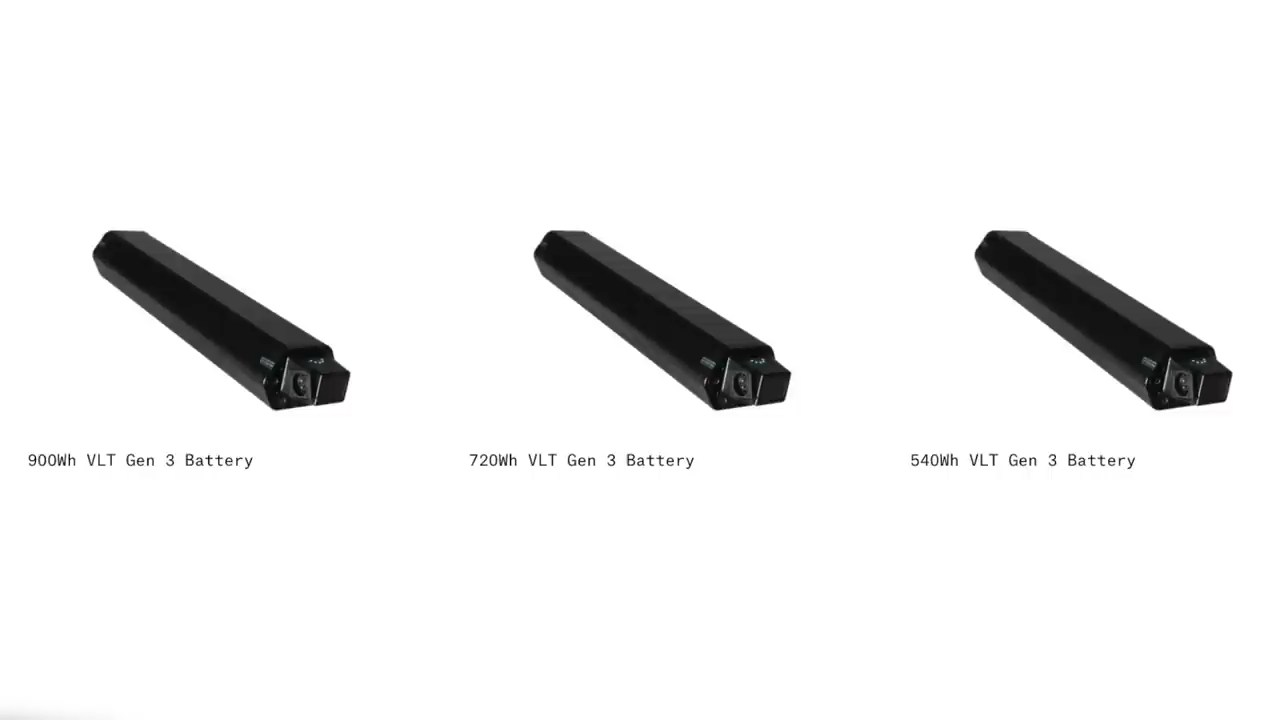 900Wh VLT Gen 3 Battery
720Wh VLT Gen 3 Battery
540Wh VLT Gen 3 Battery